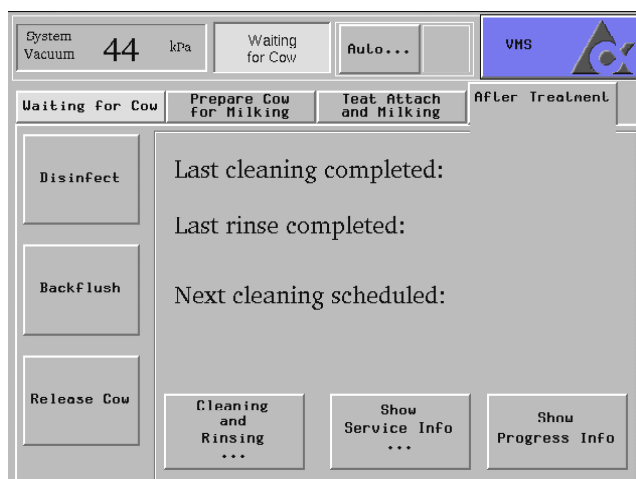 System
Vacuum 44 kPa
Waiting
for Cow
Auto...
VMS
Waiting for Cow
Prepare Cow
for Milking
Teat Attach
and Milking
After Treatment
Disinfect
Last cleaning completed:
Last rinse completed:
Backflush
Next cleaning scheduled:
Release Cow
Cleaning
and
Rinsing
...
Show
Service Info
...
Show
Progress Info